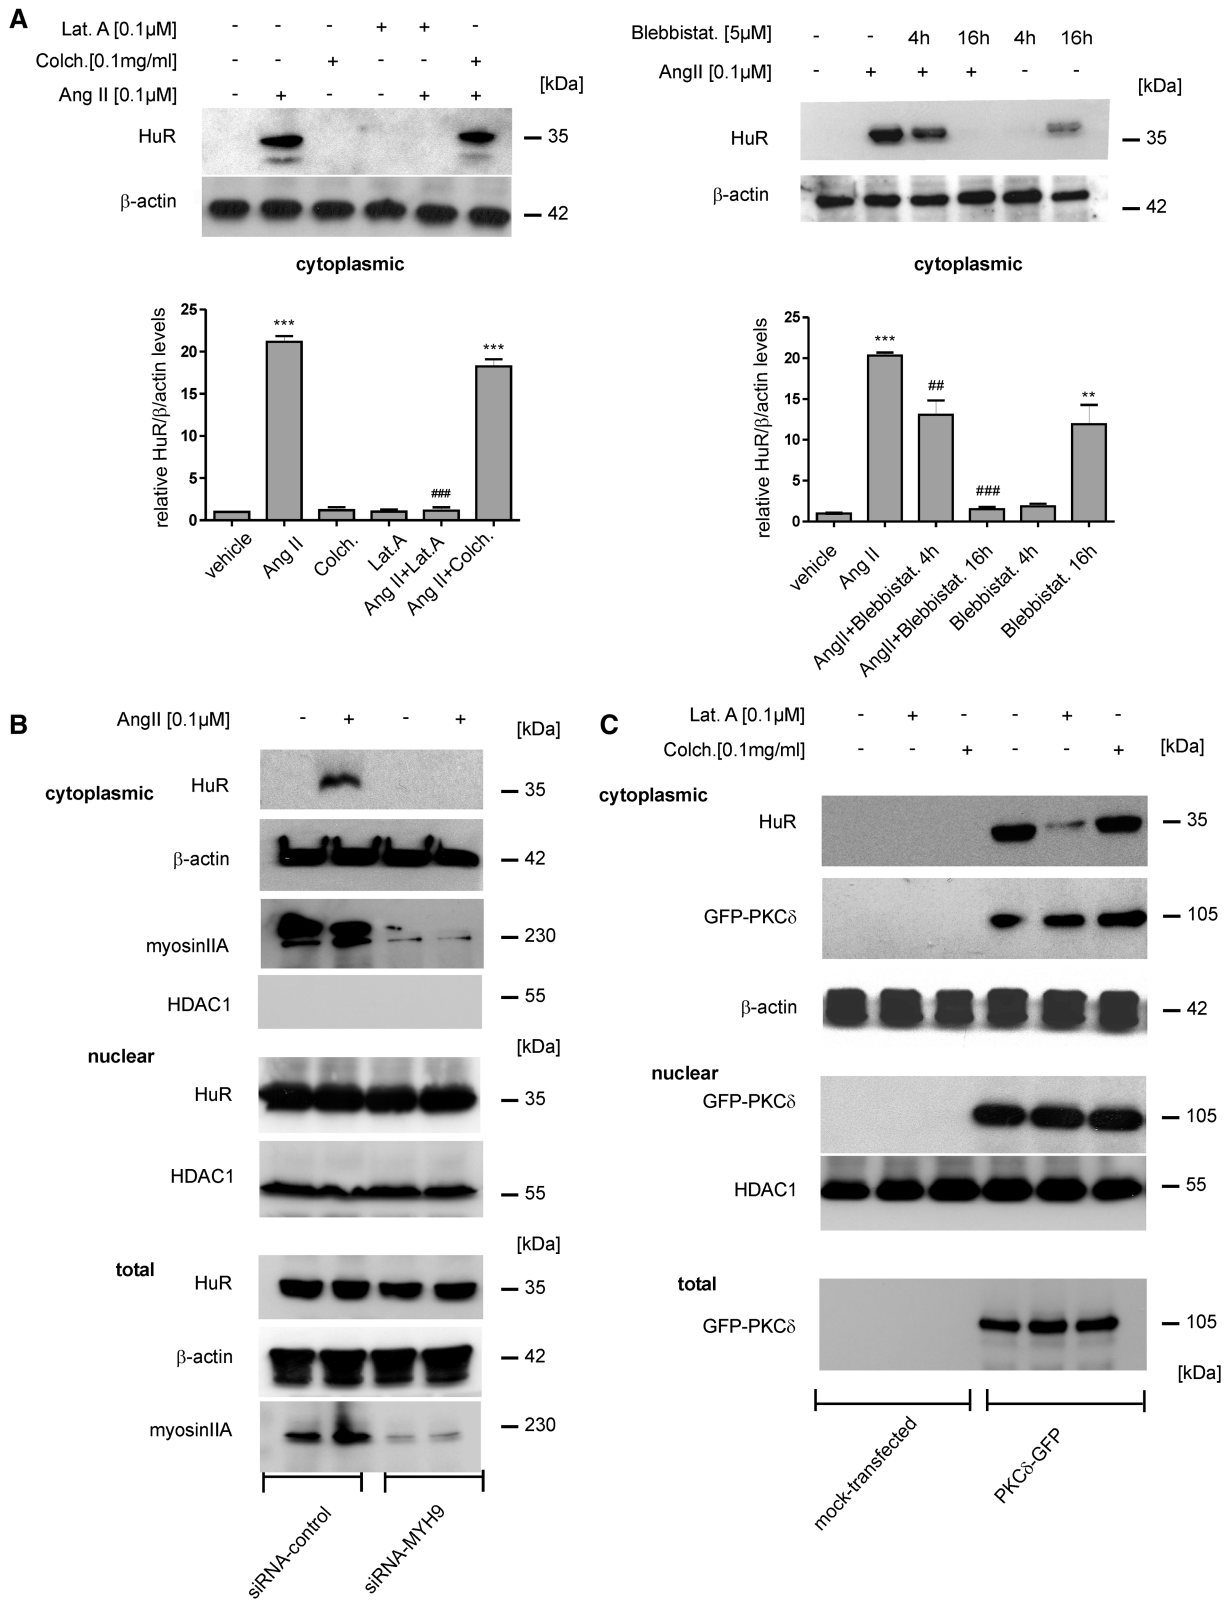 A
Lat. A [0.1µM] - - - + + -
Colch.[0.1mg/ml] - - + - - +
Ang II [0.1µM] - + - - + +
[kDa]
HuR
35
β-actin
42
cytoplasmic
relative HuR/β/actin levels
25
20
15
10
5
0
***
###
***
vehicle
Ang II
Colch.
Lat.A
Ang II+Lat.A
Ang II+Colch.
Blebbistat. [5µM] - - 4h 16h 4h 16h
AngII [0.1µM] - + + + - -
[kDa]
HuR
35
β-actin
42
cytoplasmic
relative HuR/β/actin levels
25
20
15
10
5
0
***
##
###
**
vehicle
Ang II
AngII+Blebbistat. 4h
AngII+Blebbistat. 16h
Blebbistat. 4h
Blebbistat. 16h
B
AngII [0.1µM] - + - +
[kDa]
cytoplasmic
HuR
35
β-actin
42
myosinIIA
230
HDAC1
55
nuclear
[kDa]
HuR
35
HDAC1
55
[kDa]
total
HuR
35
β-actin
42
myosinIIA
230
siRNA-control
siRNA-MYH9
C
Lat. A [0.1µM] - + - - + -
Colch.[0.1mg/ml] - - + - - +
[kDa]
cytoplasmic
HuR
35
GFP-PKCδ
105
β-actin
42
nuclear
GFP-PKCδ
105
HDAC1
55
total
GFP-PKCδ
105
[kDa]
mock-transfected
PKCδ-GFP